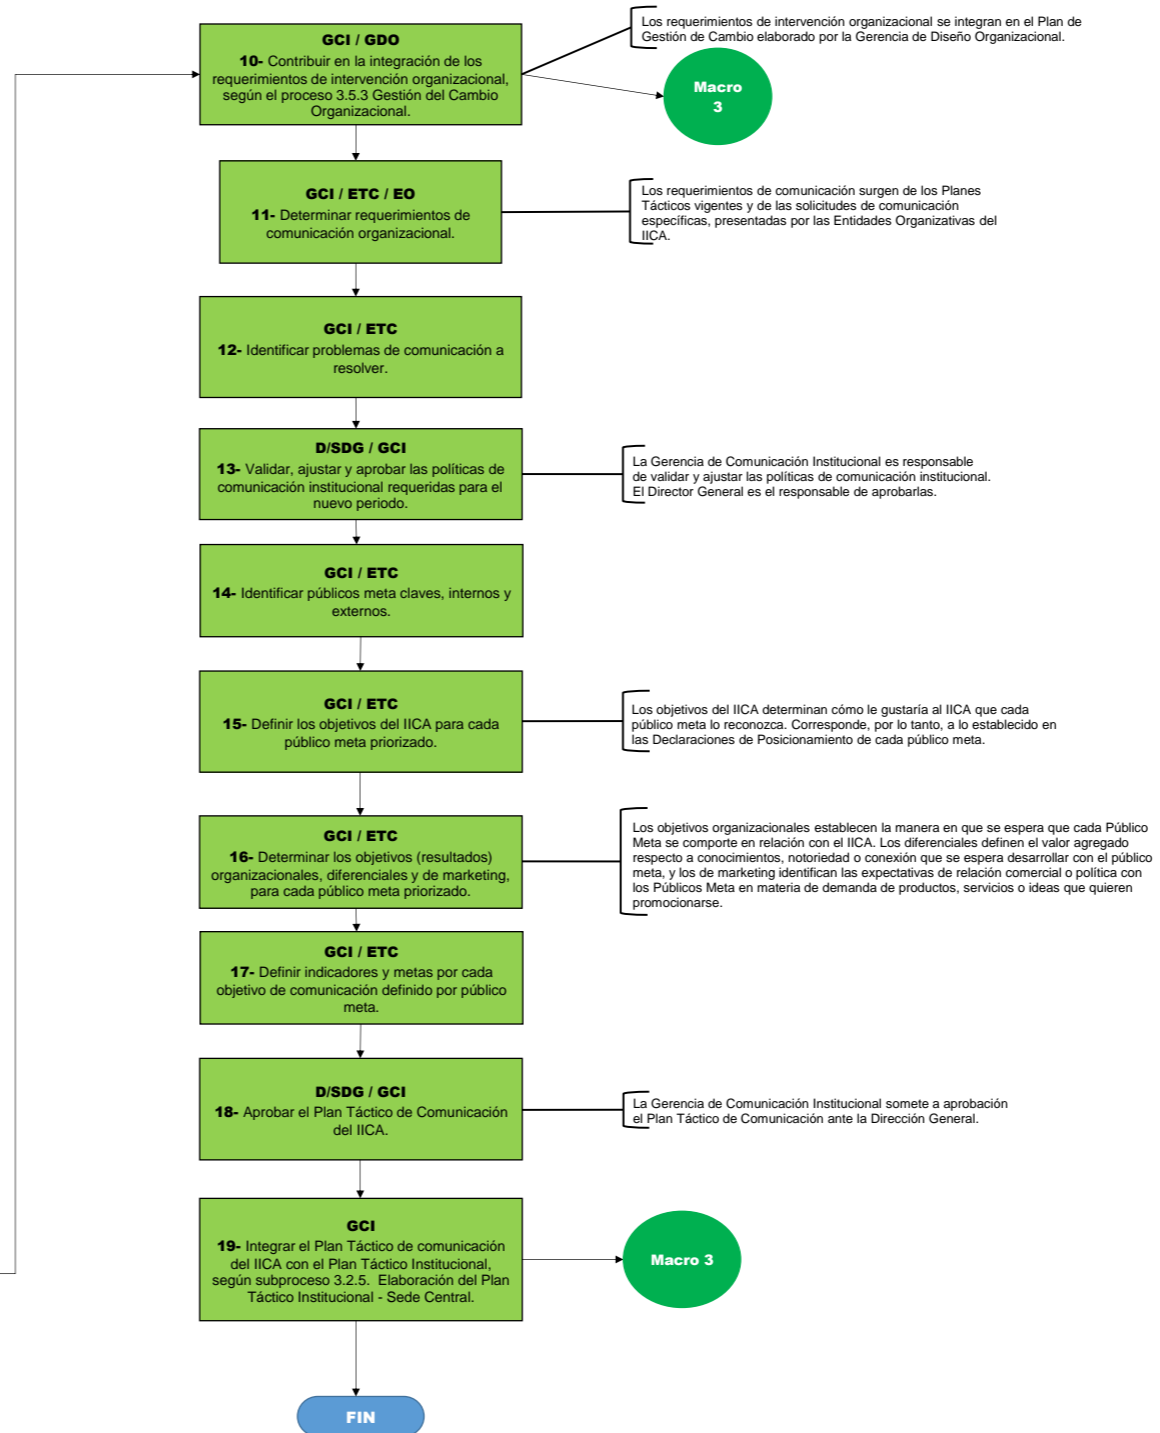 GCI / GDO
10- Contribuir en la integración de los
requerimientos de intervención organizacional,
según el proceso 3.5.3 Gestión del Cambio
Organizacional.
Los requerimientos de intervención organizacional se integran en el Plan de
Gestión de Cambio elaborado por la Gerencia de Diseño Organizacional.
Macro
3
GCI / ETC / EO
11- Determinar requerimientos de
comunicación organizacional.
Los requerimientos de comunicación surgen de los Planes
Tácticos vigentes y de las solicitudes de comunicación
específicas, presentadas por las Entidades Organizativas del
IICA.
GCI / ETC
12- Identificar problemas de comunicación a
resolver.
D/SDG / GCI
13- Validar, ajustar y aprobar las políticas de
comunicación institucional requeridas para el
nuevo periodo.
La Gerencia de Comunicación Institucional es responsable
de validar y ajustar las políticas de comunicación institucional.
El Director General es el responsable de aprobarlas.
GCI / ETC
14- Identificar públicos meta claves, internos y
externos.
GCI / ETC
15- Definir los objetivos del IICA para cada
público meta priorizado.
Los objetivos del IICA determinan cómo le gustaría al IICA que cada
público meta lo reconozca. Corresponde, por lo tanto, a lo establecido en
las Declaraciones de Posicionamiento de cada público meta.
GCI / ETC
16- Determinar los objetivos (resultados)
organizacionales, diferenciales y de marketing,
para cada público meta priorizado.
Los objetivos organizacionales establecen la manera en que se espera que cada Público
Meta se comporte en relación con el IICA. Los diferenciales definen el valor agregado
respecto a conocimientos, notoriedad o conexión que se espera desarrollar con el público
meta, y los de marketing identifican las expectativas de relación comercial o política con
los Públicos Meta en materia de demanda de productos, servicios o ideas que quieren
promocionarse.
GCI / ETC
17- Definir indicadores y metas por cada
objetivo de comunicación definido por público
meta.
D/SDG / GCI
18- Aprobar el Plan Táctico de Comunicación
del IICA.
La Gerencia de Comunicación Institucional somete a aprobación
el Plan Táctico de Comunicación ante la Dirección General.
GCI
19- Integrar el Plan Táctico de comunicación
del IICA con el Plan Táctico Institucional,
según subproceso 3.2.5. Elaboración del Plan
Táctico Institucional - Sede Central.
Macro 3
FIN